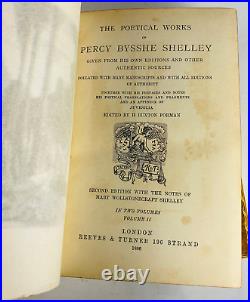 THE POETICAL WORKS
OF
PERCY BYSSHE SHELLEY
GIVEN FROM HIS OWN EDITIONS AND OTHER
AUTHENTIC SOURCES
COLLATED WITH MANY MANUSCRIPTS AND WITH ALL EDITIONS
OF AUTHORITY
TOGETHER WITH HIS PREFACES AND NOTES
HIS POETICAL TRANSLATIONS AND FRAGMENTS
AND AN APPENDIX OF
JUVENILIA
EDITED BY H BUXTON FORMAN
SECOND EDITION WITH THE NOTES OF
MARY WOLLSTONECRAFT SHELLEY
IN TWO VOLUMES
VOLUME II
LONDON
REEVES & TURNER 196 STRAND
1886